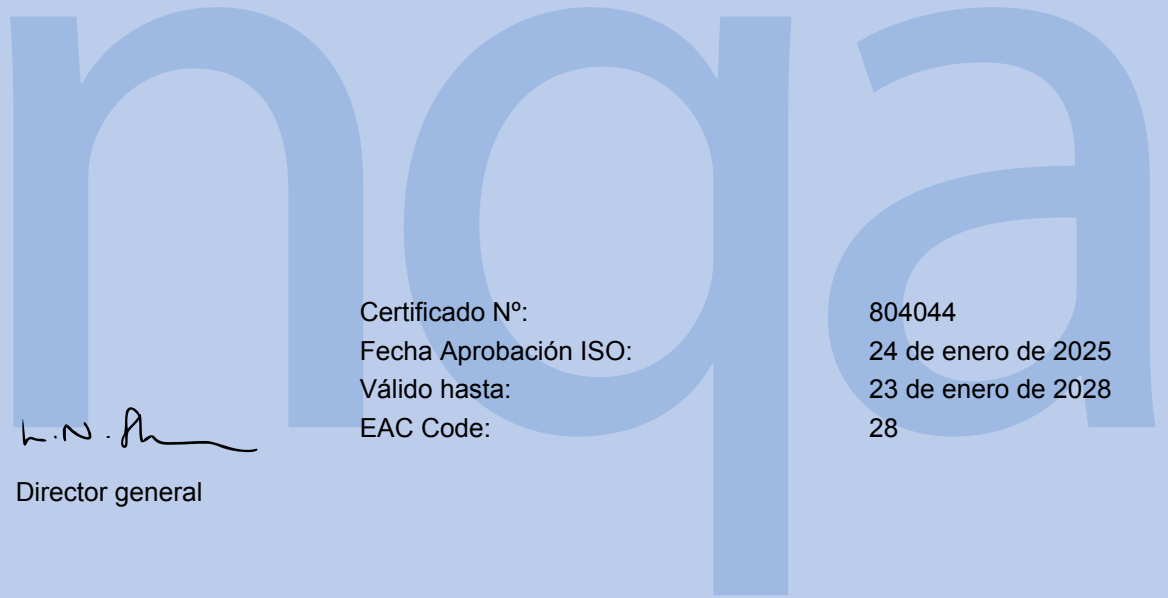 nqa
Certificado Nº: 804044
Fecha Aprobación ISO: 24 de enero de 2025
Válido hasta: 23 de enero de 2028
EAC Code: 28
Director general